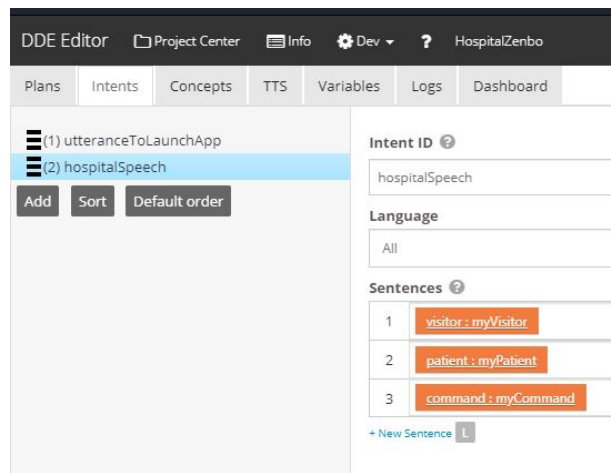 DDE Editor Project Center Info Dev ? HospitalZenbo
Plans Intents Concepts TTS Variables Logs Dashboard
(1) utteranceToLaunchApp
(2) hospitalSpeech
Add Sort Default order
Intent ID ?
hospitalSpeech
Language
All
Sentences ?
1 visitor : myVisitor
2 patient : myPatient
3 command : myCommand
+ New Sentence L